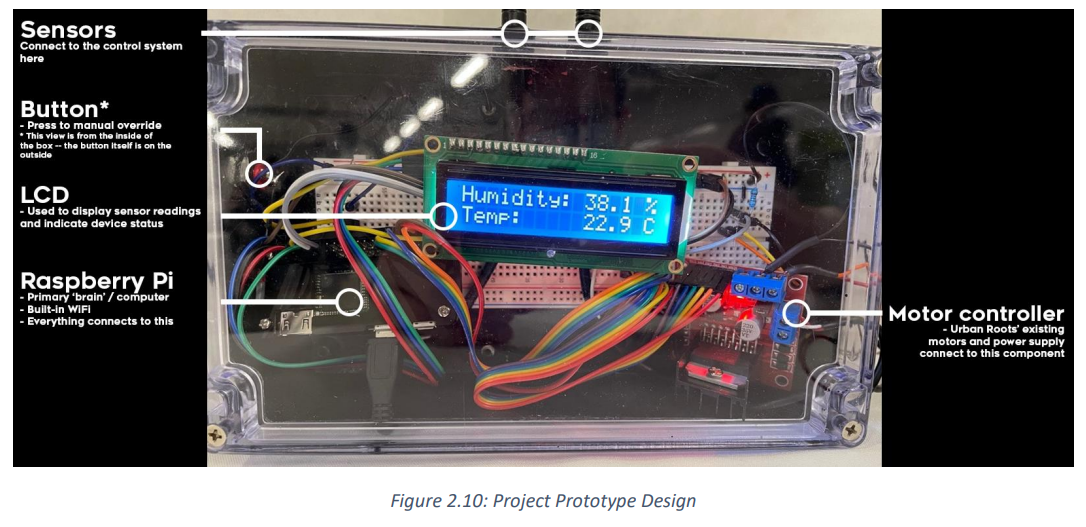 Sensors
Connect to the control system
here
Button*
- Press to manual override
* This view is from the inside of
the box -- the button itself is on the
outside
LCD
- Used to display sensor readings
and indicate device status
Humidity: 38.1 %
Temp: 22.9 C
Raspberry Pi
- Primary 'brain' / computer
- Built-in WiFi
- Everything connects to this
Motor controller
- Urban Roots' existing
motors and power supply
connect to this component
Figure 2.10: Project Prototype Design